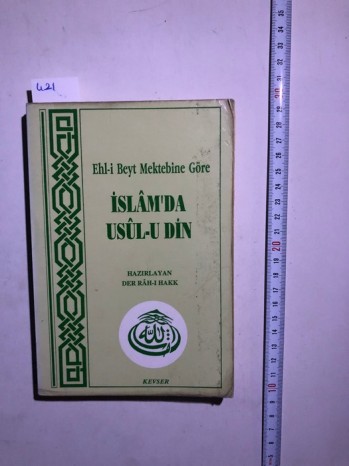 421
Ehl-i Beyt Mektebine Göre
İSLÂM'DA
USÛL-U DİN
HAZIRLAYAN
DER RÂH-I HAKK
KEVSER